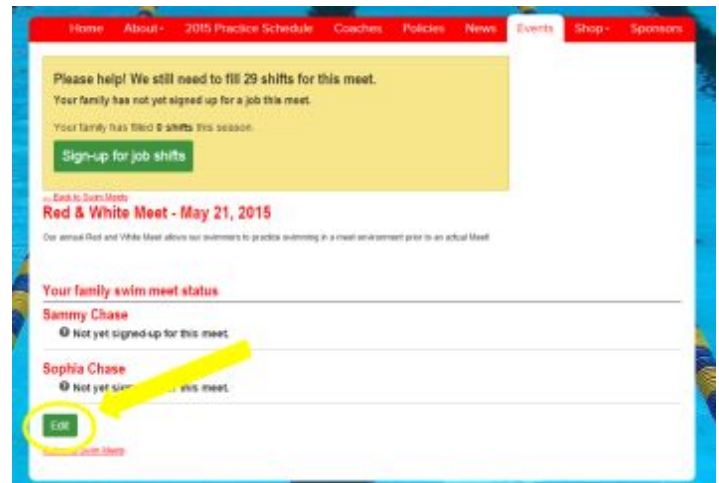 Home About 2015 Practice Schedule Coaches Policies News Events Shop Sponsors
Please help! We still need to fill 29 shifts for this meet.
Your family has not yet signed up for a job this meet.
Your family has filled 0 shifts this season.
Sign-up for job shifts
Back to Swim Meets
Red & White Meet - May 21, 2015
Our annual Red and White Meet allows our swimmers to practice swimming in a meet environment prior to an actual Meet!
Your family swim meet status
Sammy Chase
Not yet signed-up for this meet.
Sophia Chase
Not yet this meet.
Edit
Swim Meets